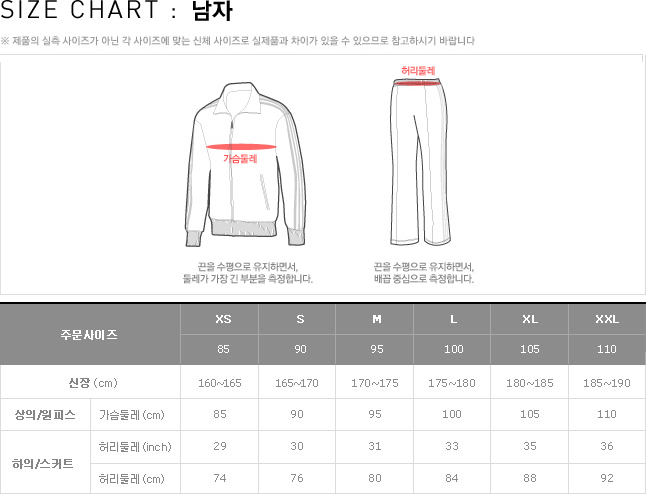 SIZE CHART : 남자
※ 제품의 실측 사이즈가 아닌 각 사이즈에 맞는 신체 사이즈로 실제품과 차이가 있을 수 있으므로 참고하시기 바랍니다
허리둘레
가슴둘레
끈을 수평으로 유지하면서,
둘레가 가장 긴 부분을 측정합니다.
끈을 수평으로 유지하면서,
배꼽 중심으로 측정합니다.
주문사이즈 XS S M L XL XXL
85 90 95 100 105 110
신장 (cm) 160~165 165~170 170~175 175~180 180~185 185~190
상의/원피스 가슴둘레 (cm) 85 90 95 100 105 110
하의/스커트 허리둘레 (inch) 29 30 31 33 35 36
허리둘레 (cm) 74 76 80 84 88 92